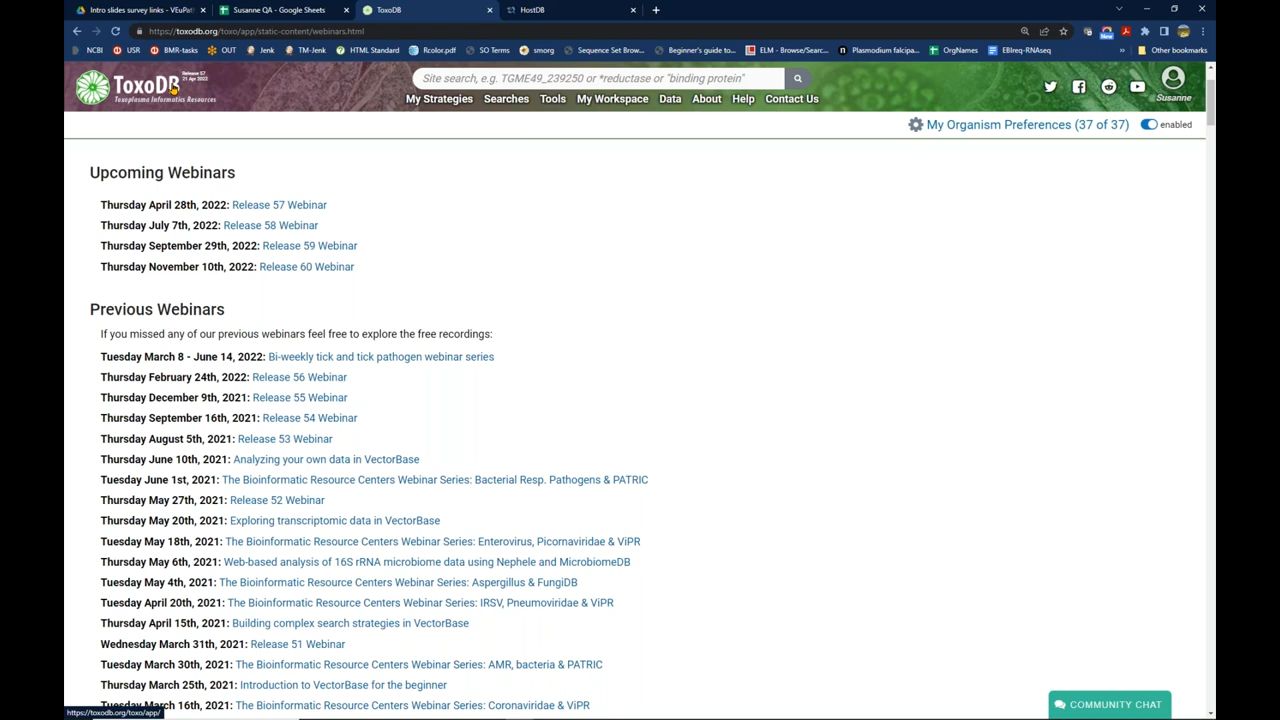 Intro slides survey links - VEuPat
Susanne QA - Google Sheets
ToxoDB
HostDB
https://toxodb.org/toxo/app/static-content/webinars.html
NCBI
USR
BMR-tasks
OUT
Jenk
TM-Jenk
HTML Standard
Rcolor.pdf
SO Terms
smorg
Sequence Set Brow...
Beginner's guide to...
ELM - Browse/Searc...
Plasmodium falcipa...
OrgNames
EBIreq-RNAseq
Other bookmarks
ToxoDB
Release 57
21 Apr 2022
Toxoplasma Informatics Resources
Site search, e.g. TGME49_239250 or *reductase or "binding protein"
My Strategies Searches Tools My Workspace Data About Help Contact Us
Susanne
My Organism Preferences (37 of 37) enabled
Upcoming Webinars
Thursday April 28th, 2022: Release 57 Webinar
Thursday July 7th, 2022: Release 58 Webinar
Thursday September 29th, 2022: Release 59 Webinar
Thursday November 10th, 2022: Release 60 Webinar
Previous Webinars
If you missed any of our previous webinars feel free to explore the free recordings:
Tuesday March 8 - June 14, 2022: Bi-weekly tick and tick pathogen webinar series
Thursday February 24th, 2022: Release 56 Webinar
Thursday December 9th, 2021: Release 55 Webinar
Thursday September 16th, 2021: Release 54 Webinar
Thursday August 5th, 2021: Release 53 Webinar
Thursday June 10th, 2021: Analyzing your own data in VectorBase
Tuesday June 1st, 2021: The Bioinformatic Resource Centers Webinar Series: Bacterial Resp. Pathogens & PATRIC
Thursday May 27th, 2021: Release 52 Webinar
Thursday May 20th, 2021: Exploring transcriptomic data in VectorBase
Tuesday May 18th, 2021: The Bioinformatic Resource Centers Webinar Series: Enterovirus, Picornaviridae & ViPR
Thursday May 6th, 2021: Web-based analysis of 16S rRNA microbiome data using Nephele and MicrobiomeDB
Tuesday May 4th, 2021: The Bioinformatic Resource Centers Webinar Series: Aspergillus & FungiDB
Tuesday April 20th, 2021: The Bioinformatic Resource Centers Webinar Series: IRSV, Pneumoviridae & ViPR
Thursday April 15th, 2021: Building complex search strategies in VectorBase
Wednesday March 31th, 2021: Release 51 Webinar
Tuesday March 30th, 2021: The Bioinformatic Resource Centers Webinar Series: AMR, bacteria & PATRIC
Thursday March 25th, 2021: Introduction to VectorBase for the beginner
March 16th, 2021: The Bioinformatic Resource Centers Webinar Series: Coronaviridae & ViPR
https://toxodb.org/toxo/app/
COMMUNITY CHAT